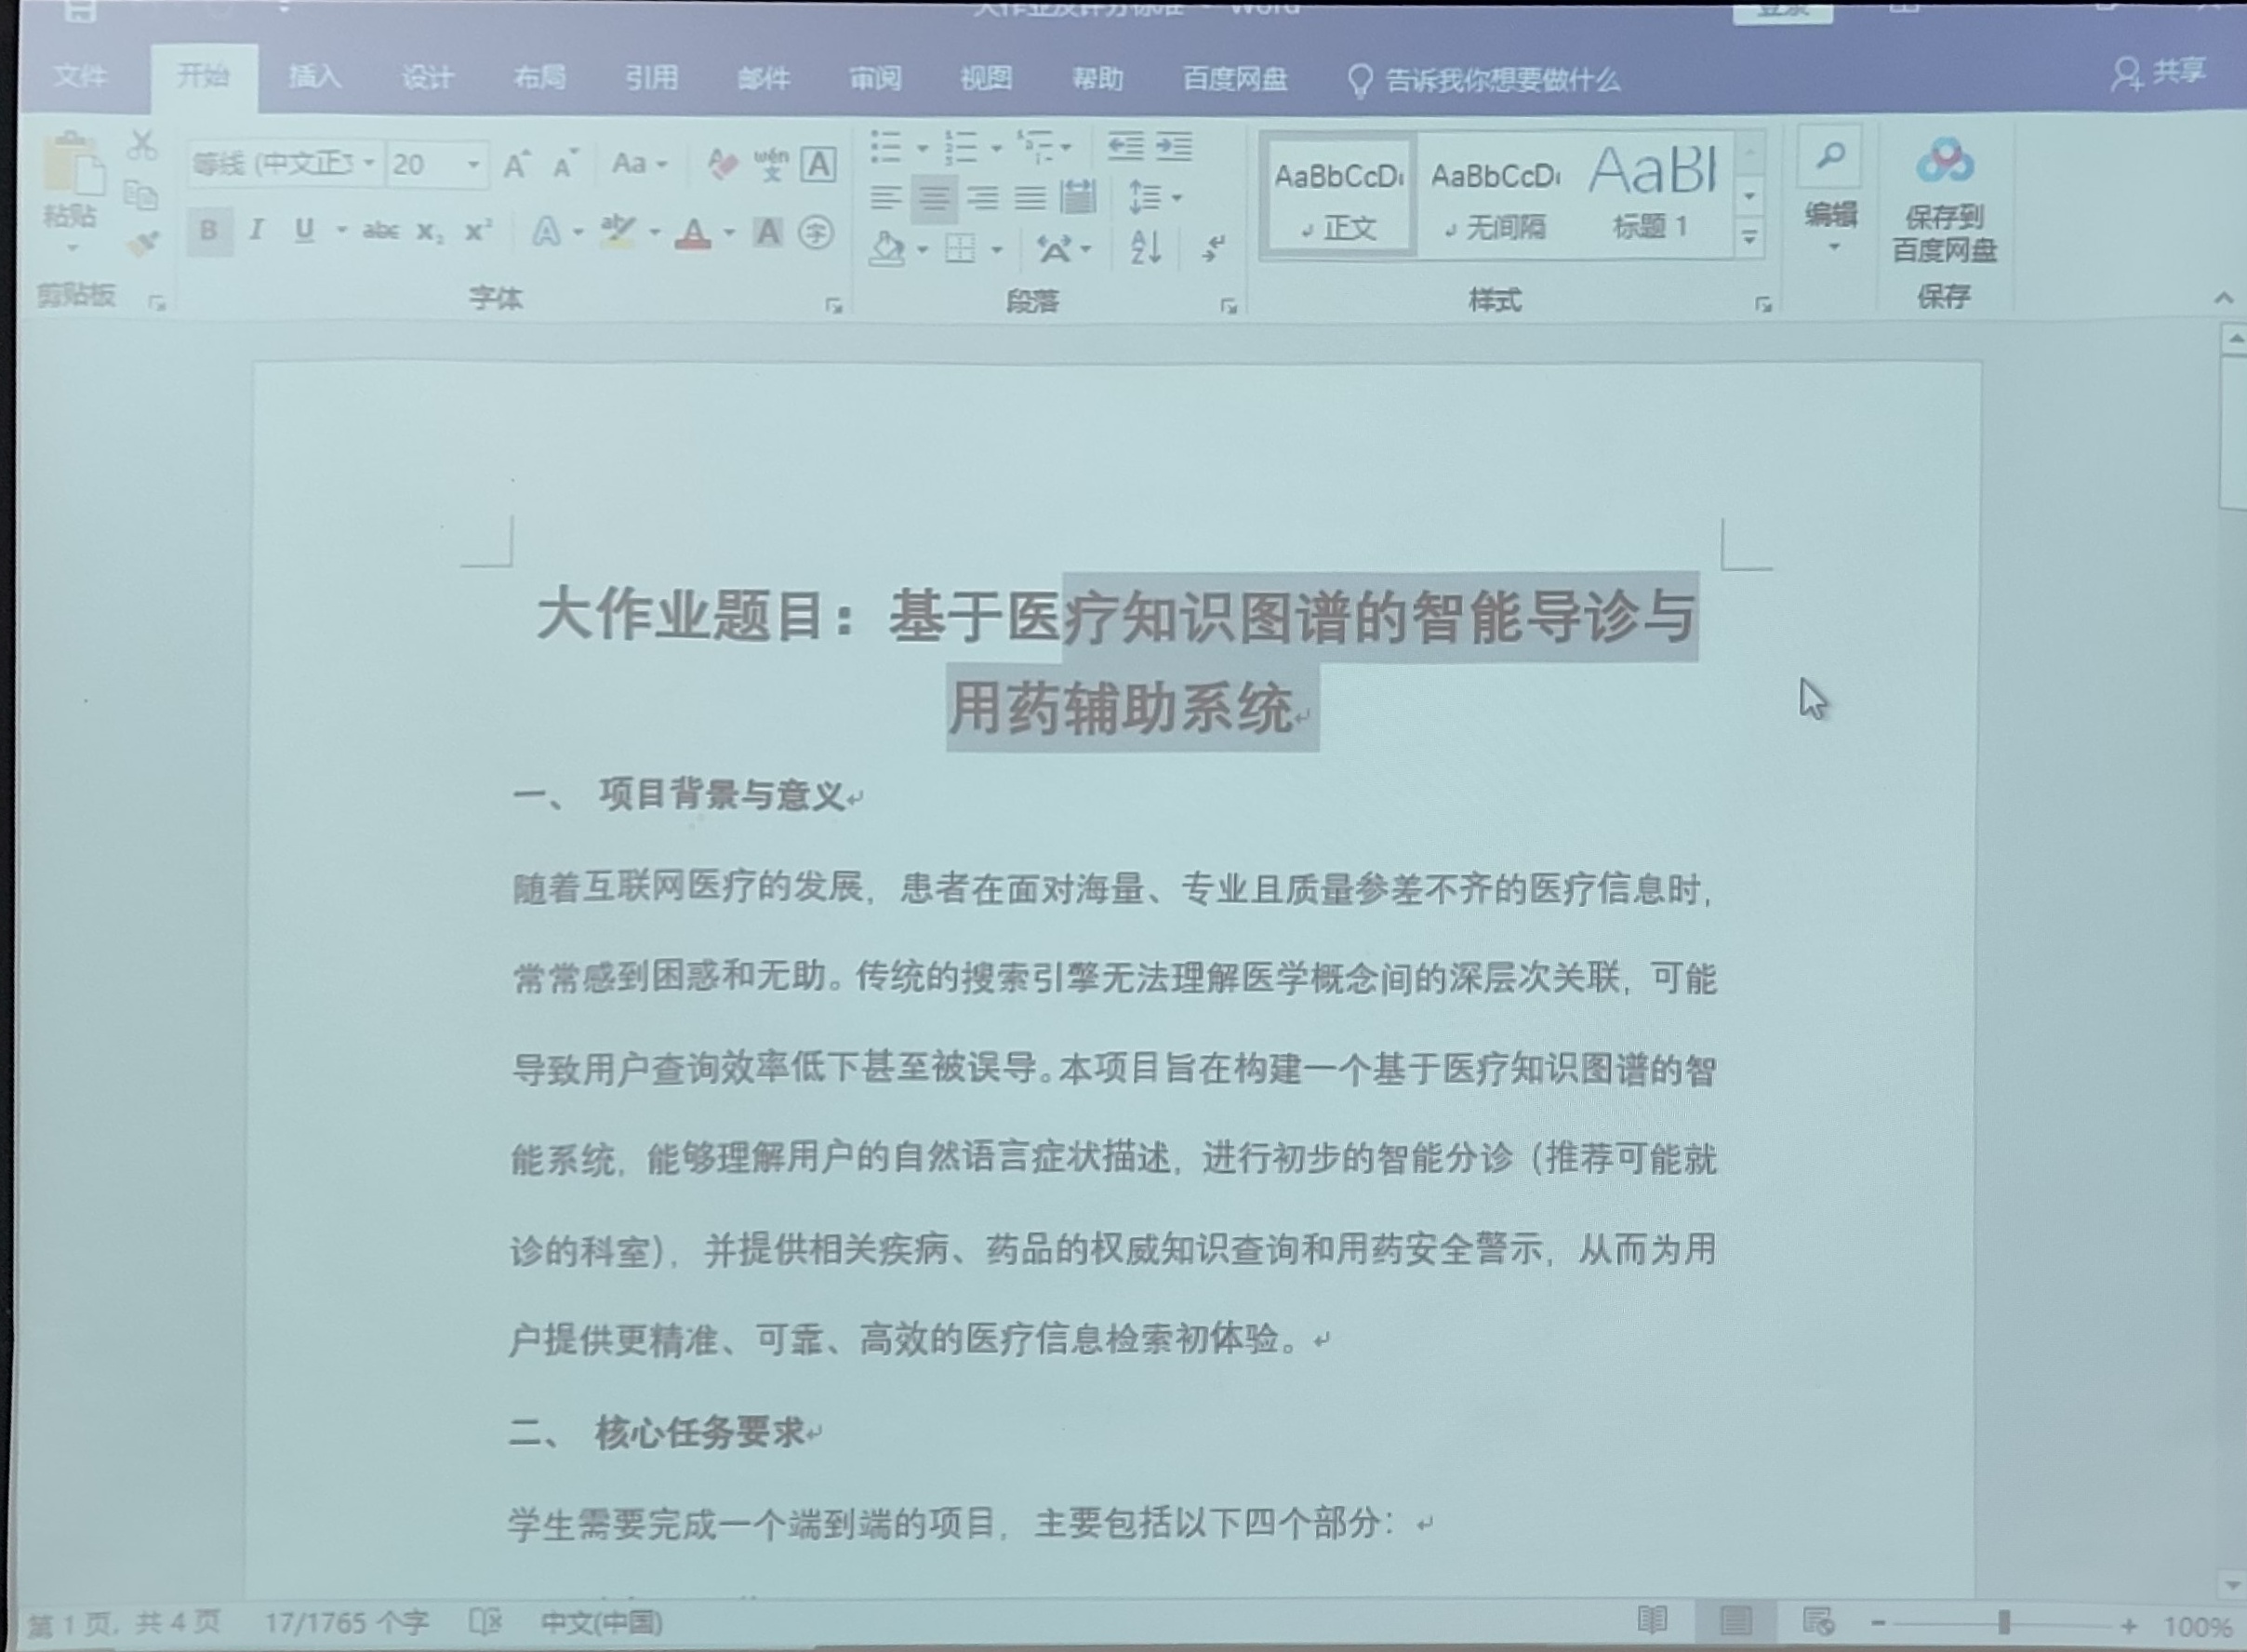 大作业及评分标准 - Word
登录
文件 开始 插入 设计 布局 引用 邮件 审阅 视图 帮助 百度网盘 告诉我你想要做什么 共享
等线 (中文正文 20 A A Aa wén 文 A
AaBbCcDı AaBbCcDı AaBl
粘贴 B I U abc X₂ X² A aby A A 字
正文 无间隔 标题 1 编辑 保存到
百度网盘
剪贴板 字体 段落 样式 保存
大作业题目：基于医疗知识图谱的智能导诊与
用药辅助系统
一、 项目背景与意义
随着互联网医疗的发展，患者在面对海量、专业且质量参差不齐的医疗信息时，
常常感到困惑和无助。传统的搜索引擎无法理解医学概念间的深层次关联，可能
导致用户查询效率低下甚至被误导。本项目旨在构建一个基于医疗知识图谱的智
能系统，能够理解用户的自然语言症状描述，进行初步的智能分诊（推荐可能就
诊的科室），并提供相关疾病、药品的权威知识查询和用药安全警示，从而为用
户提供更精准、可靠、高效的医疗信息检索初体验。
二、 核心任务要求
学生需要完成一个端到端的项目，主要包括以下四个部分：
第 1 页，共 4 页 17/1765 个字 中文(中国) 100%